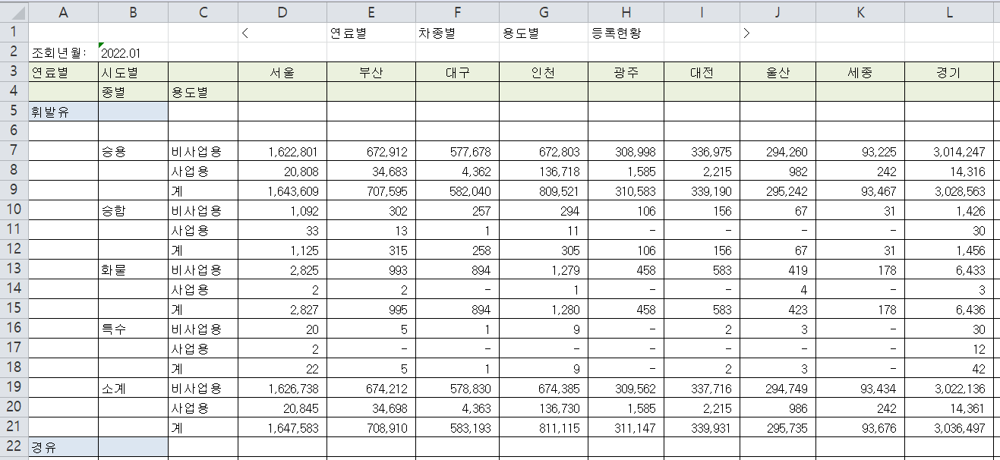 A B C D E F G H I J K L
1 < 연료별 차종별 용도별 등록현황 >
2 조회년월: 2022.01
3 연료별 시도별 서울 부산 대구 인천 광주 대전 울산 세종 경기
4 종별 용도별
5 휘발유
6
7 승용 비사업용 1,622,801 672,912 577,678 672,803 308,998 336,975 294,260 93,225 3,014,247
8 사업용 20,808 34,683 4,362 136,718 1,585 2,215 982 242 14,316
9 계 1,643,609 707,595 582,040 809,521 310,583 339,190 295,242 93,467 3,028,563
10 승합 비사업용 1,092 302 257 294 106 156 67 31 1,426
11 사업용 33 13 1 11 - - - - 30
12 계 1,125 315 258 305 106 156 67 31 1,456
13 화물 비사업용 2,825 993 894 1,279 458 583 419 178 6,433
14 사업용 2 2 - 1 - - 4 - 3
15 계 2,827 995 894 1,280 458 583 423 178 6,436
16 특수 비사업용 20 5 1 9 - 2 3 - 30
17 사업용 2 - - - - - - - 12
18 계 22 5 1 9 - 2 3 - 42
19 소계 비사업용 1,626,738 674,212 578,830 674,385 309,562 337,716 294,749 93,434 3,022,136
20 사업용 20,845 34,698 4,363 136,730 1,585 2,215 986 242 14,361
21 계 1,647,583 708,910 583,193 811,115 311,147 339,931 295,735 93,676 3,036,497
22 경유